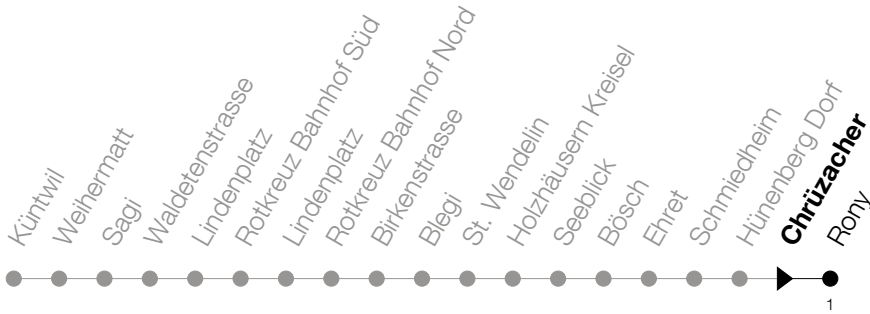 Küntwil
Weihermatt
Sagi
Waldetenstrasse
Lindenplatz
Rotkreuz Bahnhof Süd
Lindenplatz
Rotkreuz Bahnhof Nord
Birkenstrasse
Blegi
St. Wendelin
Holzhäusern Kreisel
Seeblick
Bösch
Ehret
Schmiedheim
Hünenberg Dorf
Chrüzacher
Rony
1